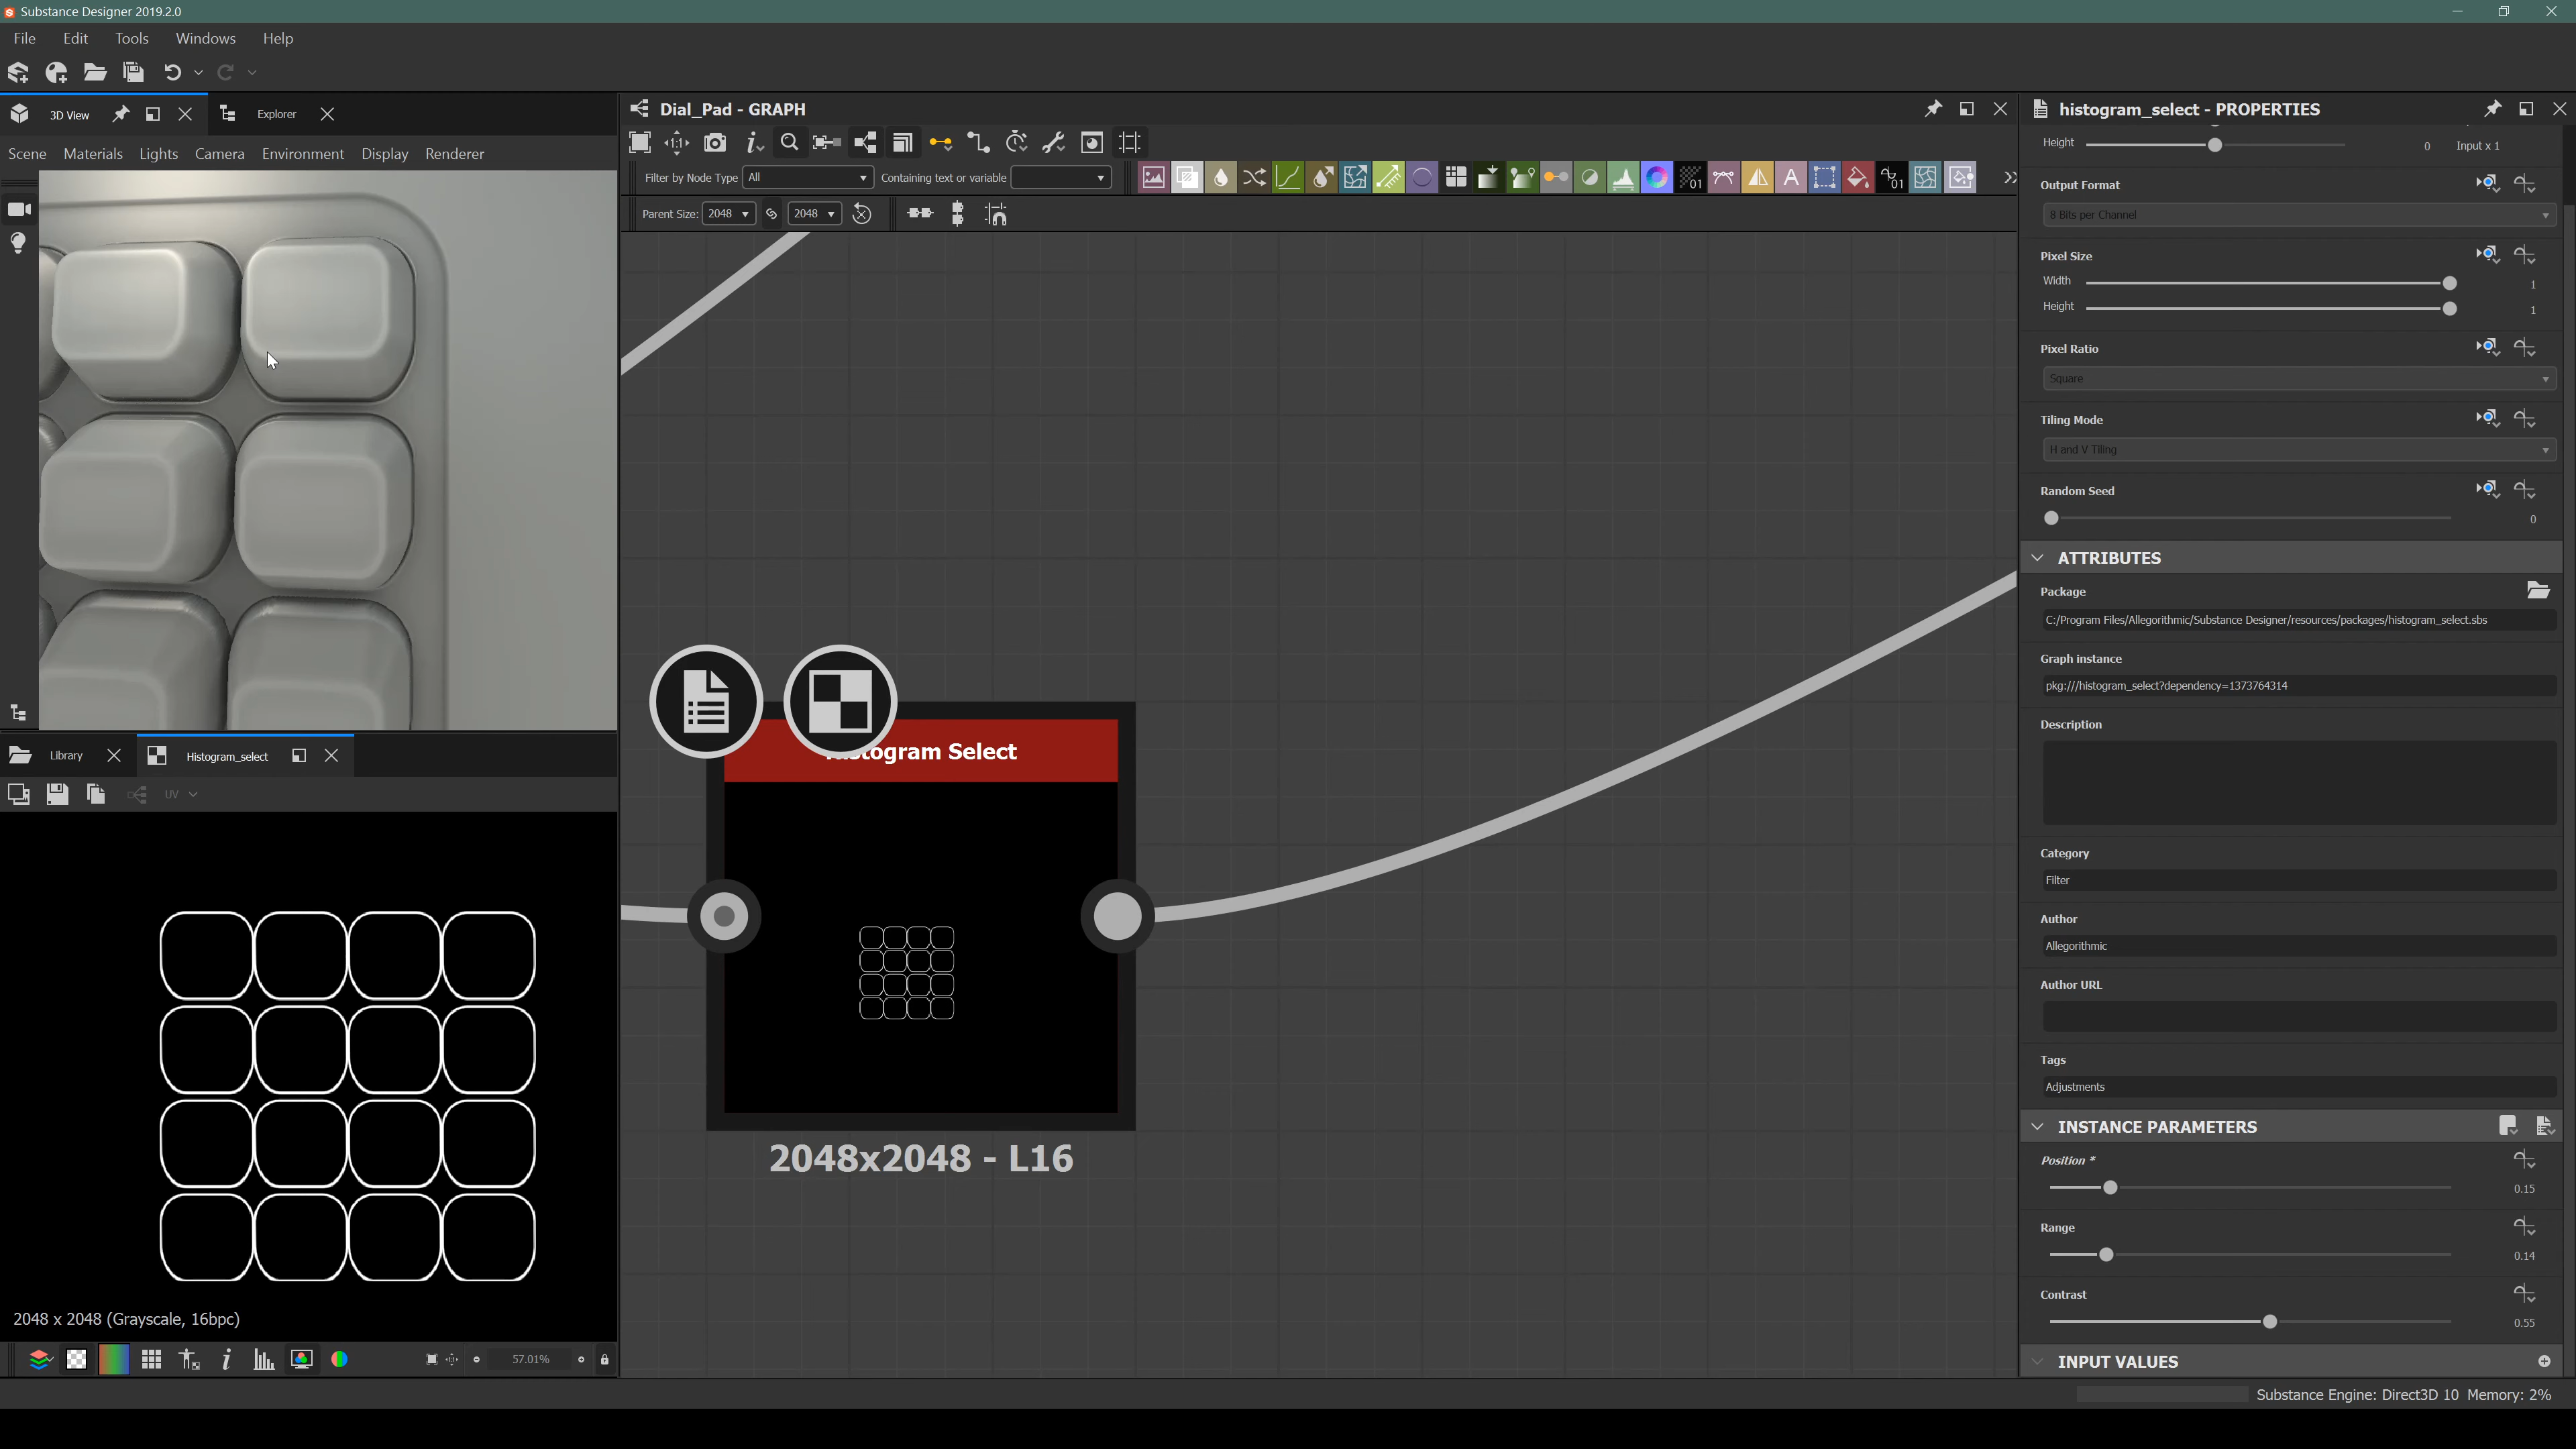 Substance Designer 2019.2.0
File Edit Tools Windows Help
3D View Explorer
Scene Materials Lights Camera Environment Display Renderer
Dial_Pad - GRAPH
Filter by Node Type All Containing text or variable
Parent Size: 2048 2048
Histogram Select
2048x2048 - L16
Library Histogram_select
UV
2048 x 2048 (Grayscale, 16bpc)
57.01%
histogram_select - PROPERTIES
Height 0 Input x 1
Output Format
8 Bits per Channel
Pixel Size
Width 1
Height 1
Pixel Ratio
Square
Tiling Mode
H and V Tiling
Random Seed
0
ATTRIBUTES
Package
C:/Program Files/Allegorithmic/Substance Designer/resources/packages/histogram_select.sbs
Graph instance
pkg:///histogram_select?dependency=1373764314
Description
Category
Filter
Author
Allegorithmic
Author URL
Tags
Adjustments
INSTANCE PARAMETERS
Position *
0.15
Range
0.14
Contrast
0.55
INPUT VALUES
Substance Engine: Direct3D 10 Memory: 2%